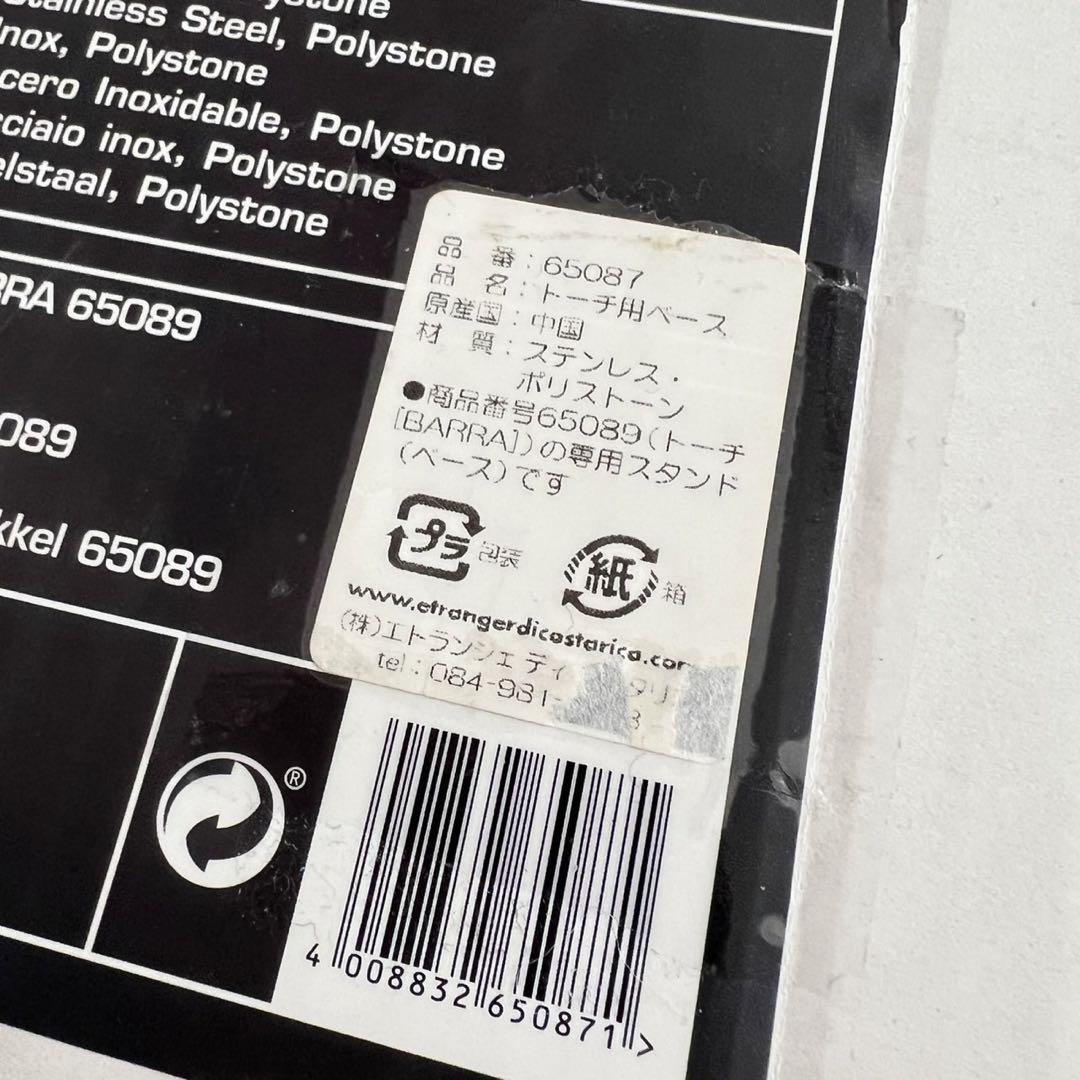 Polystone
Stainless Steel, Polystone
Inox, Polystone
cero Inoxidable, Polystone
cciaio inox, Polystone
elstaal, Polystone
RRA 65089
089
kkel 65089
品 番：65087
品 名：トーチ用ベース
原産国：中国
材 質：ステンレス・
ポリストーン
●商品番号65089（トーチ
[BARRA]）の専用スタンド
（ベース）です
プラ 包装
紙 箱
www.etrangerdicostarica.com
(株)エトランジェ ディ タリ
tel：084-981-
®
4 008832 650871 >